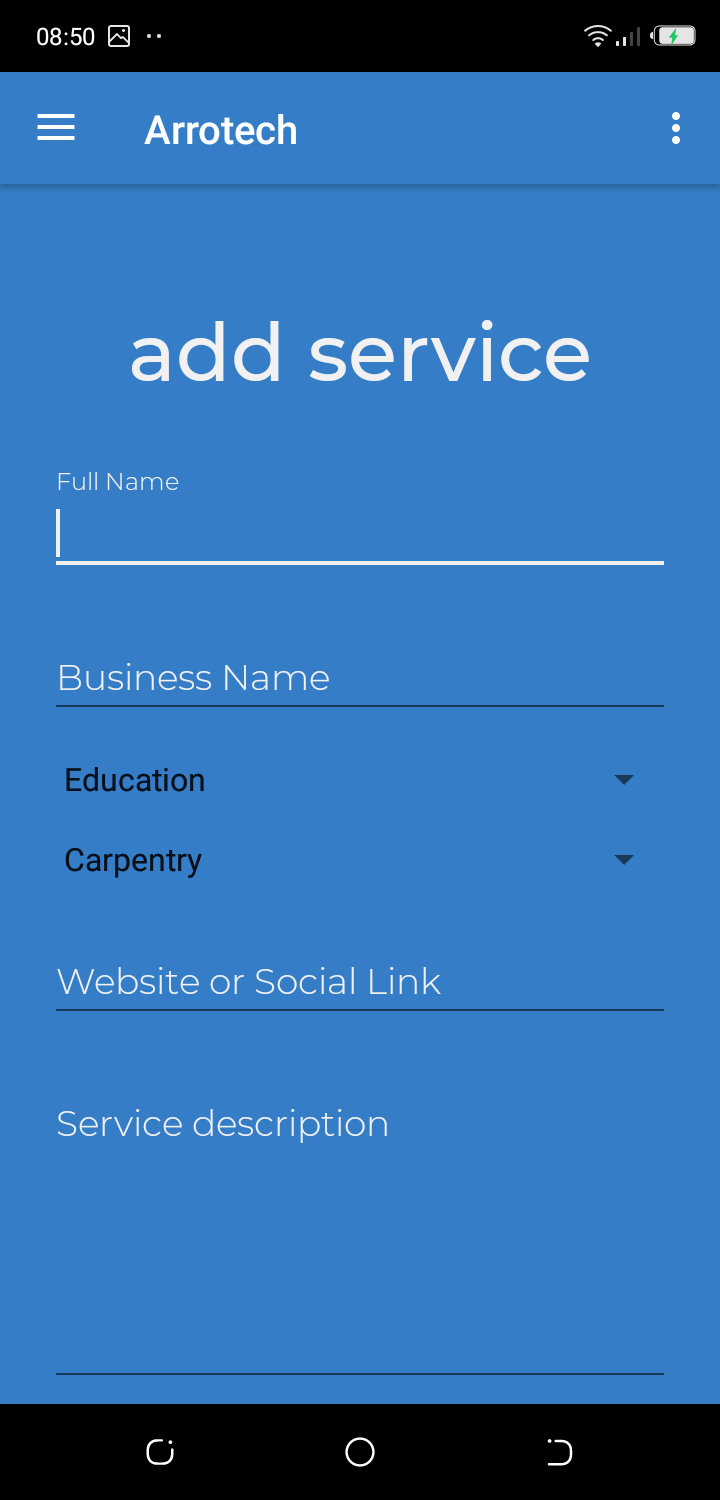 08:50
Arrotech
add service
Full Name
Business Name
Education
Carpentry
Website or Social Link
Service description